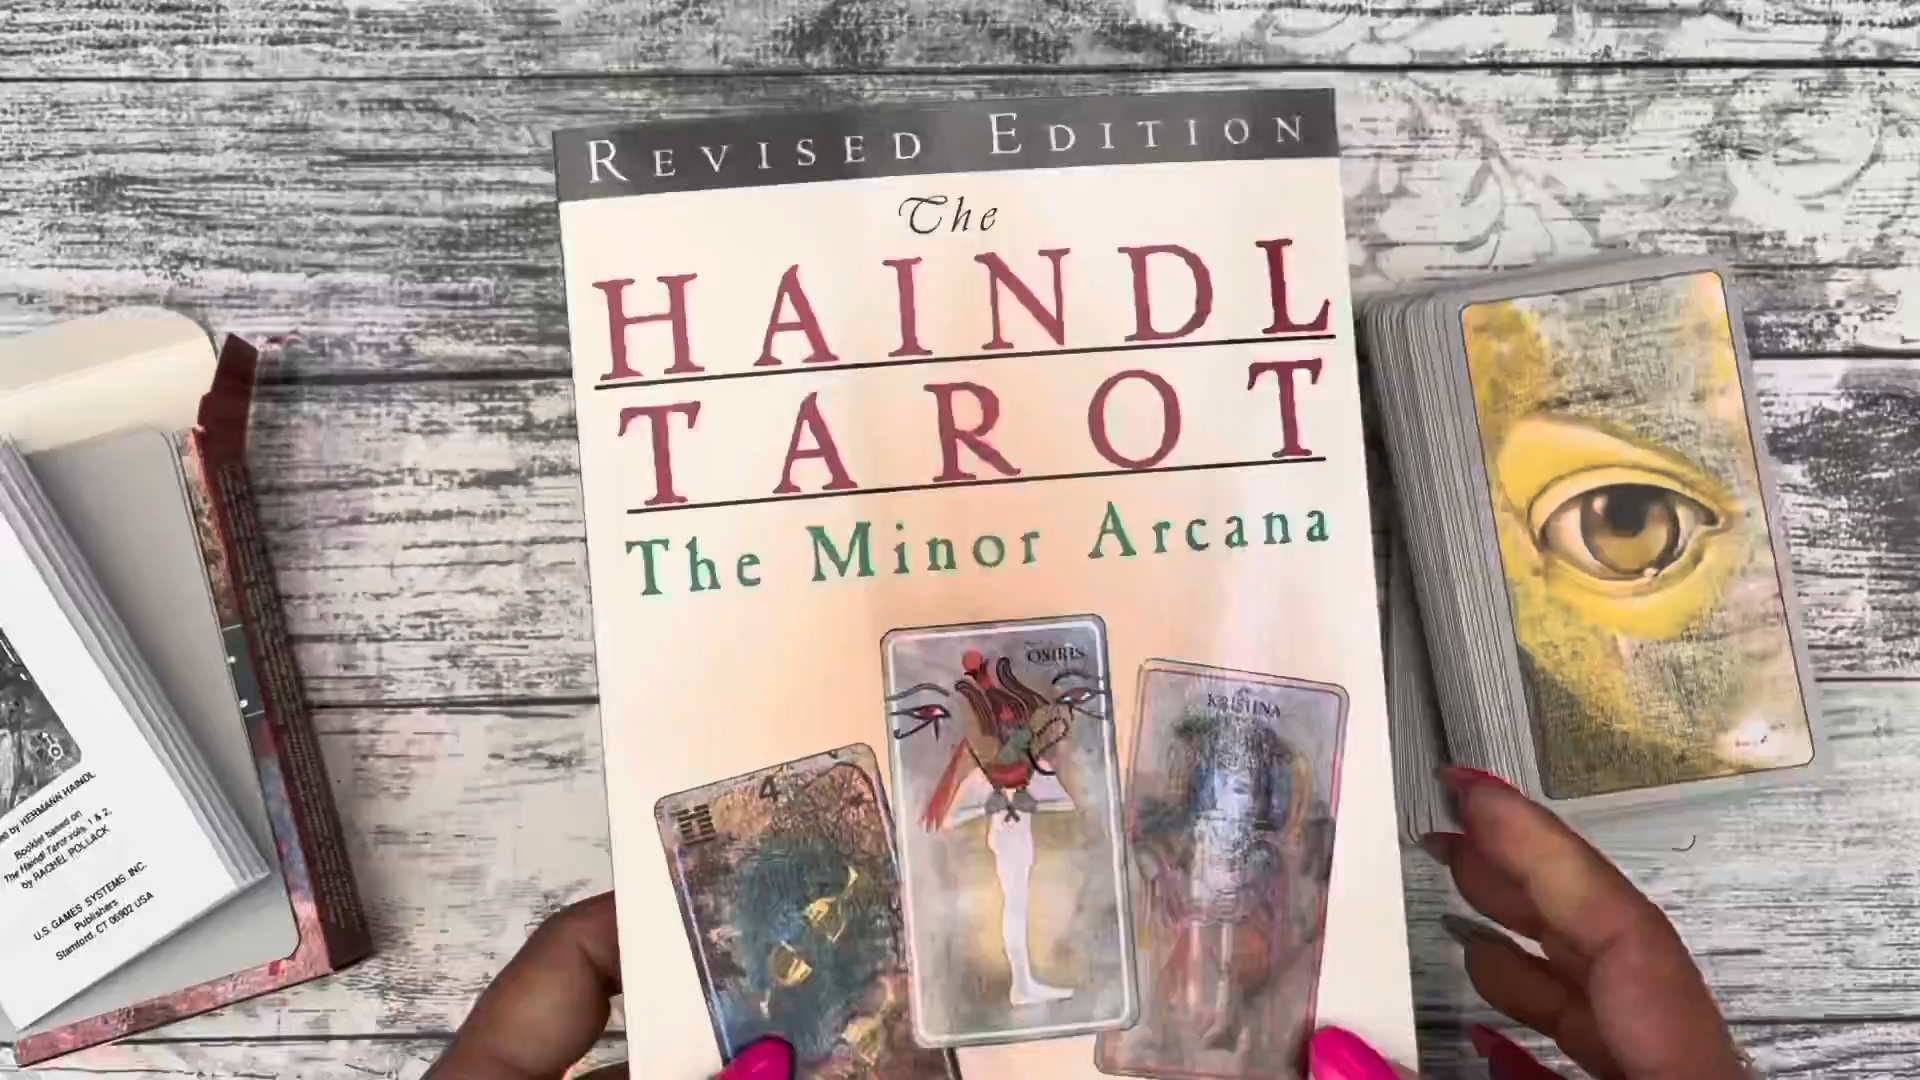 REVISED EDITION
The
HAINDL
TAROT
The Minor Arcana
4
OSIRIS
by HERMANN HAINDL
Booklet based on
The Haindl Tarot vols. 1 & 2,
by RACHEL POLLACK
U.S. GAMES SYSTEMS INC.
Publishers
Stamford, CT 06902 USA